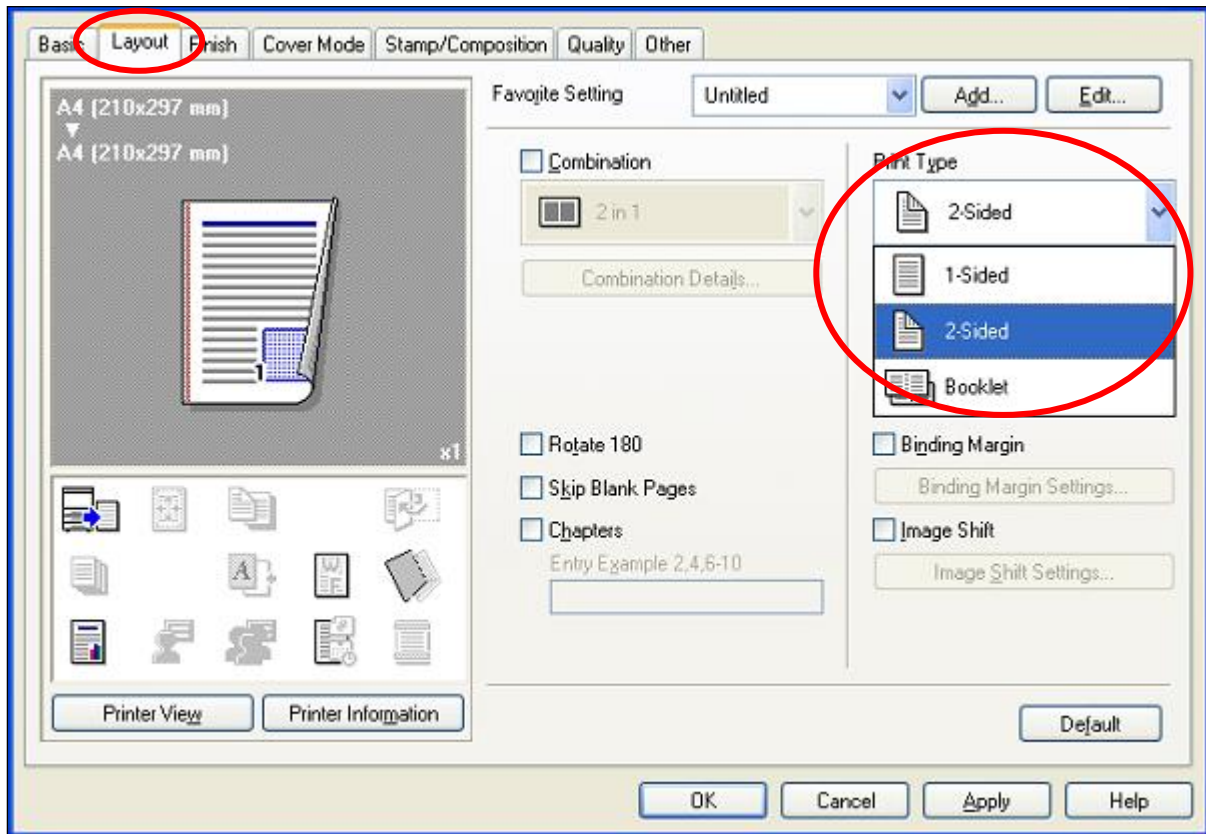 Basic Layout Finish Cover Mode Stamp/Composition Quality Other
A4 (210x297 mm)
A4 (210x297 mm)
1
x1
Printer View Printer Information
Favorite Setting Untitled Add... Edit...
Combination
2 in 1
Combination Details...
Rotate 180
Skip Blank Pages
Chapters
Entry Example 2,4,6-10
Print Type
2-Sided
1-Sided
2-Sided
Booklet
Binding Margin
Binding Margin Settings...
Image Shift
Image Shift Settings...
Default
OK Cancel Apply Help